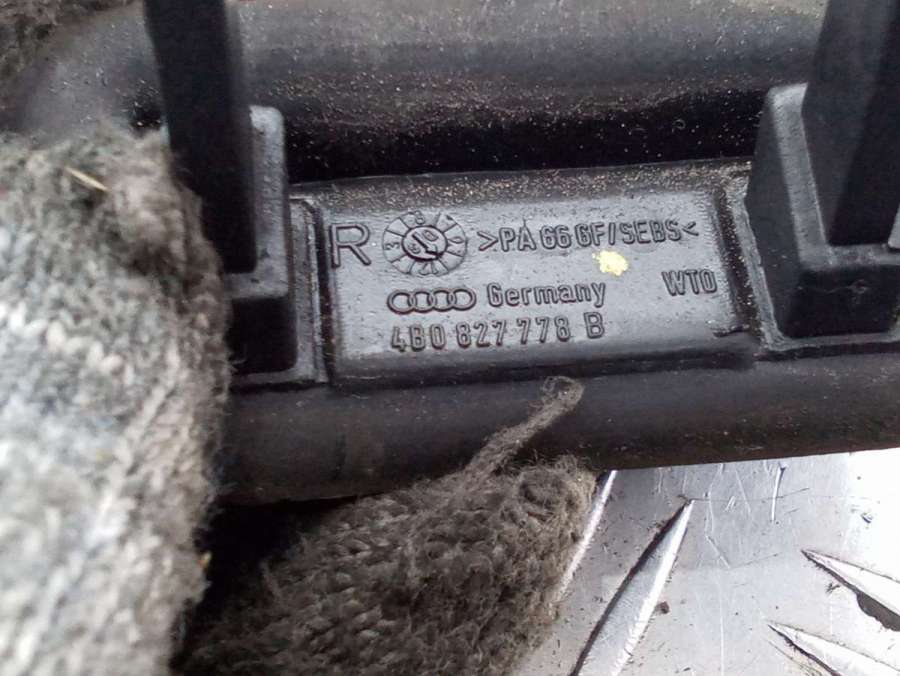 R >PA 66 GF/SEBS<
Germany WTO
4B0 827 778 B